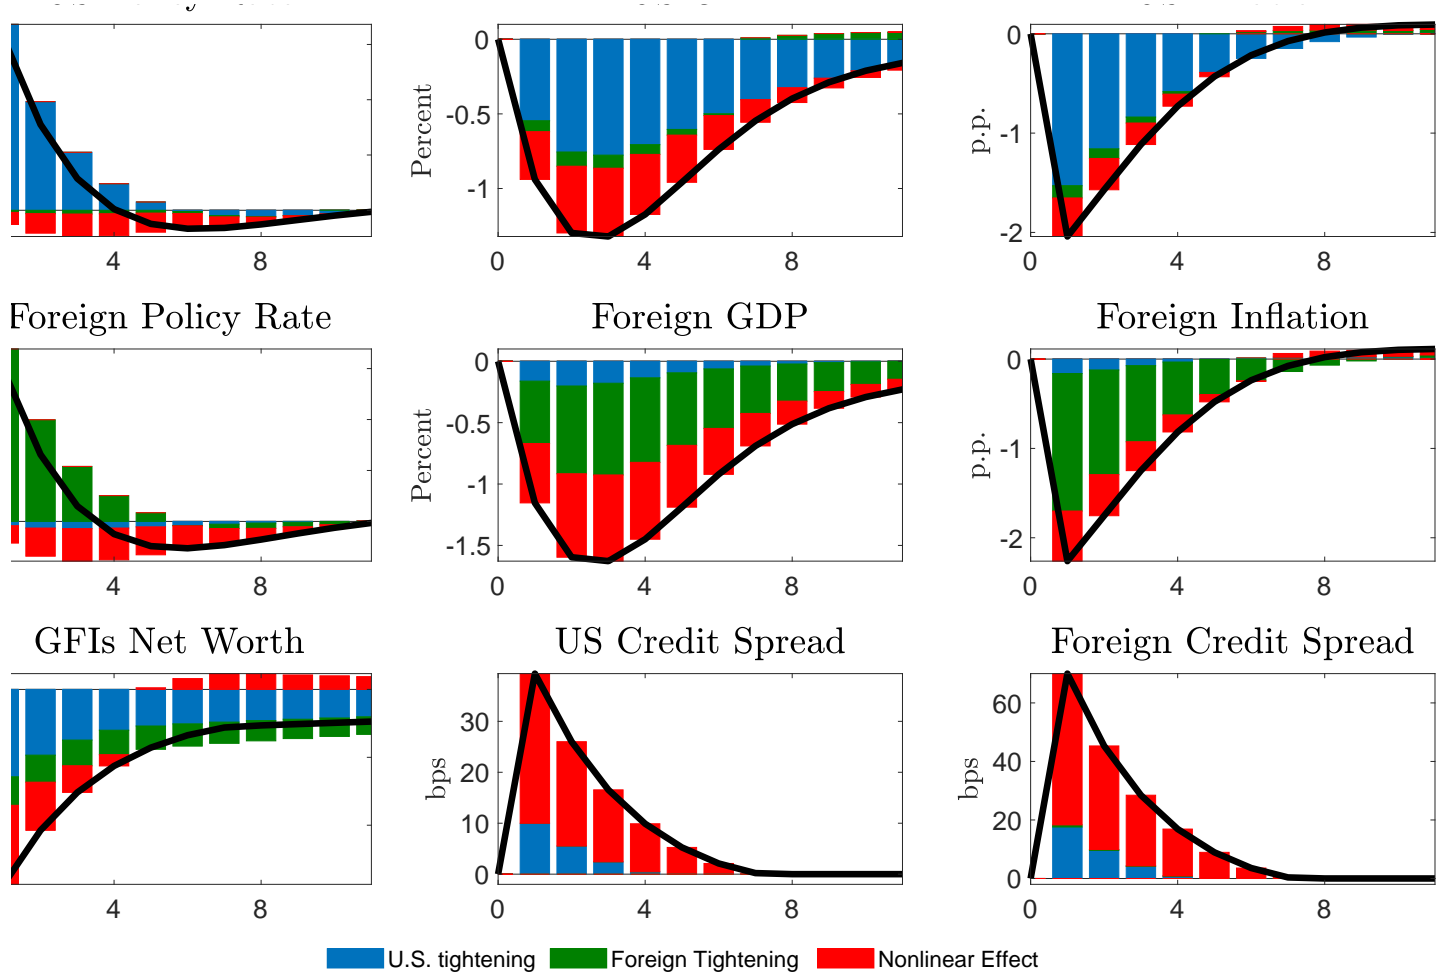 0
-0.5
-1
Percent
0
-1
-2
p.p.
4 8
0 4 8
0 4 8
Foreign Policy Rate
Foreign GDP
Foreign Inflation
0
-0.5
-1
-1.5
Percent
0
-1
-2
p.p.
4 8
0 4 8
0 4 8
GFIs Net Worth
US Credit Spread
Foreign Credit Spread
30
20
10
0
bps
60
40
20
0
bps
4 8
0 4 8
0 4 8
U.S. tightening
Foreign Tightening
Nonlinear Effect